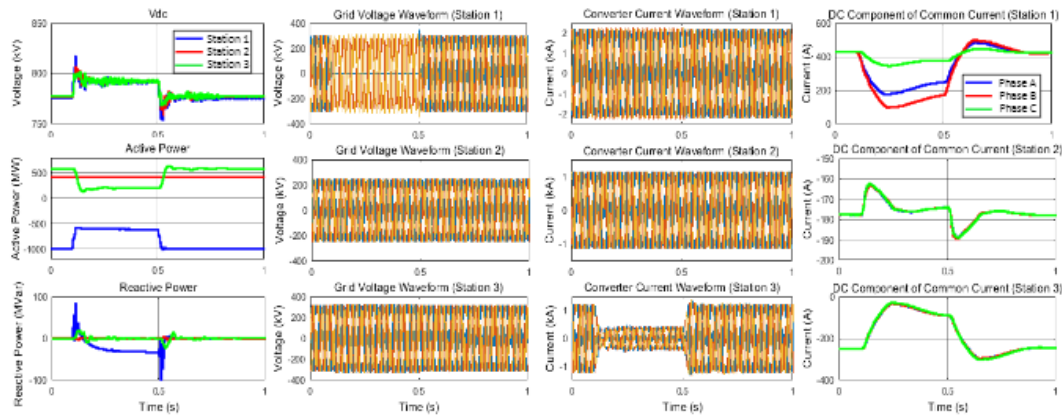 Vdc
Voltage (kV)
800
750
0
0.5
1
Station 1
Station 2
Station 3
Grid Voltage Waveform (Station 1)
Voltage (kV)
400
200
0
-200
-400
0
0.5
1
Converter Current Waveform (Station 1)
Current (kA)
2
1
0
-1
-2
0
0.5
1
DC Component of Common Current (Station 1)
Current (A)
600
400
200
0
0
0.5
1
Phase A
Phase B
Phase C
Active Power
Active Power (MW)
500
0
-500
-1000
0
0.5
1
Grid Voltage Waveform (Station 2)
Voltage (kV)
400
200
0
-200
-400
0
0.5
1
Converter Current Waveform (Station 2)
Current (kA)
1
0
-1
0
0.5
1
DC Component of Common Current (Station 2)
Current (A)
-150
-160
-170
-180
-190
-200
0
0.5
1
Reactive Power
Reactive Power (MVar)
100
0
-100
0
0.5
1
Time (s)
Grid Voltage Waveform (Station 3)
Voltage (kV)
400
200
0
-200
-400
0
0.5
1
Time (s)
Converter Current Waveform (Station 3)
Current (kA)
1
0
-1
0
0.5
1
Time (s)
DC Component of Common Current (Station 3)
Current (A)
0
-200
-400
0
0.5
1
Time (s)